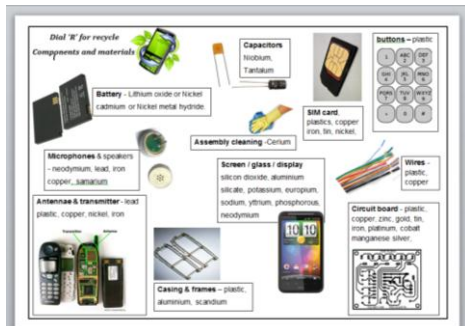 Dial 'R' for recycle
Components and materials
Capacitors
Niobium,
Tantalum
buttons – plastic
Battery - Lithium oxide or Nickel
cadmium or Nickel metal hydride.
SIM card,
plastics, copper
iron, tin, nickel,
Assembly cleaning -Cerium
Microphones & speakers
- neodymium, lead, iron
copper, samarium
Screen / glass / display
silicon dioxide, aluminium
silicate, potassium, europium,
sodium, yttrium, phosphorous,
neodymium
Wires -
plastic,
copper
Antennae & transmitter - lead
plastic, copper, nickel, iron
Circuit board - plastic,
copper, zinc, gold, tin,
iron, platinum, cobalt
manganese silver,
Casing & frames – plastic,
aluminium, scandium